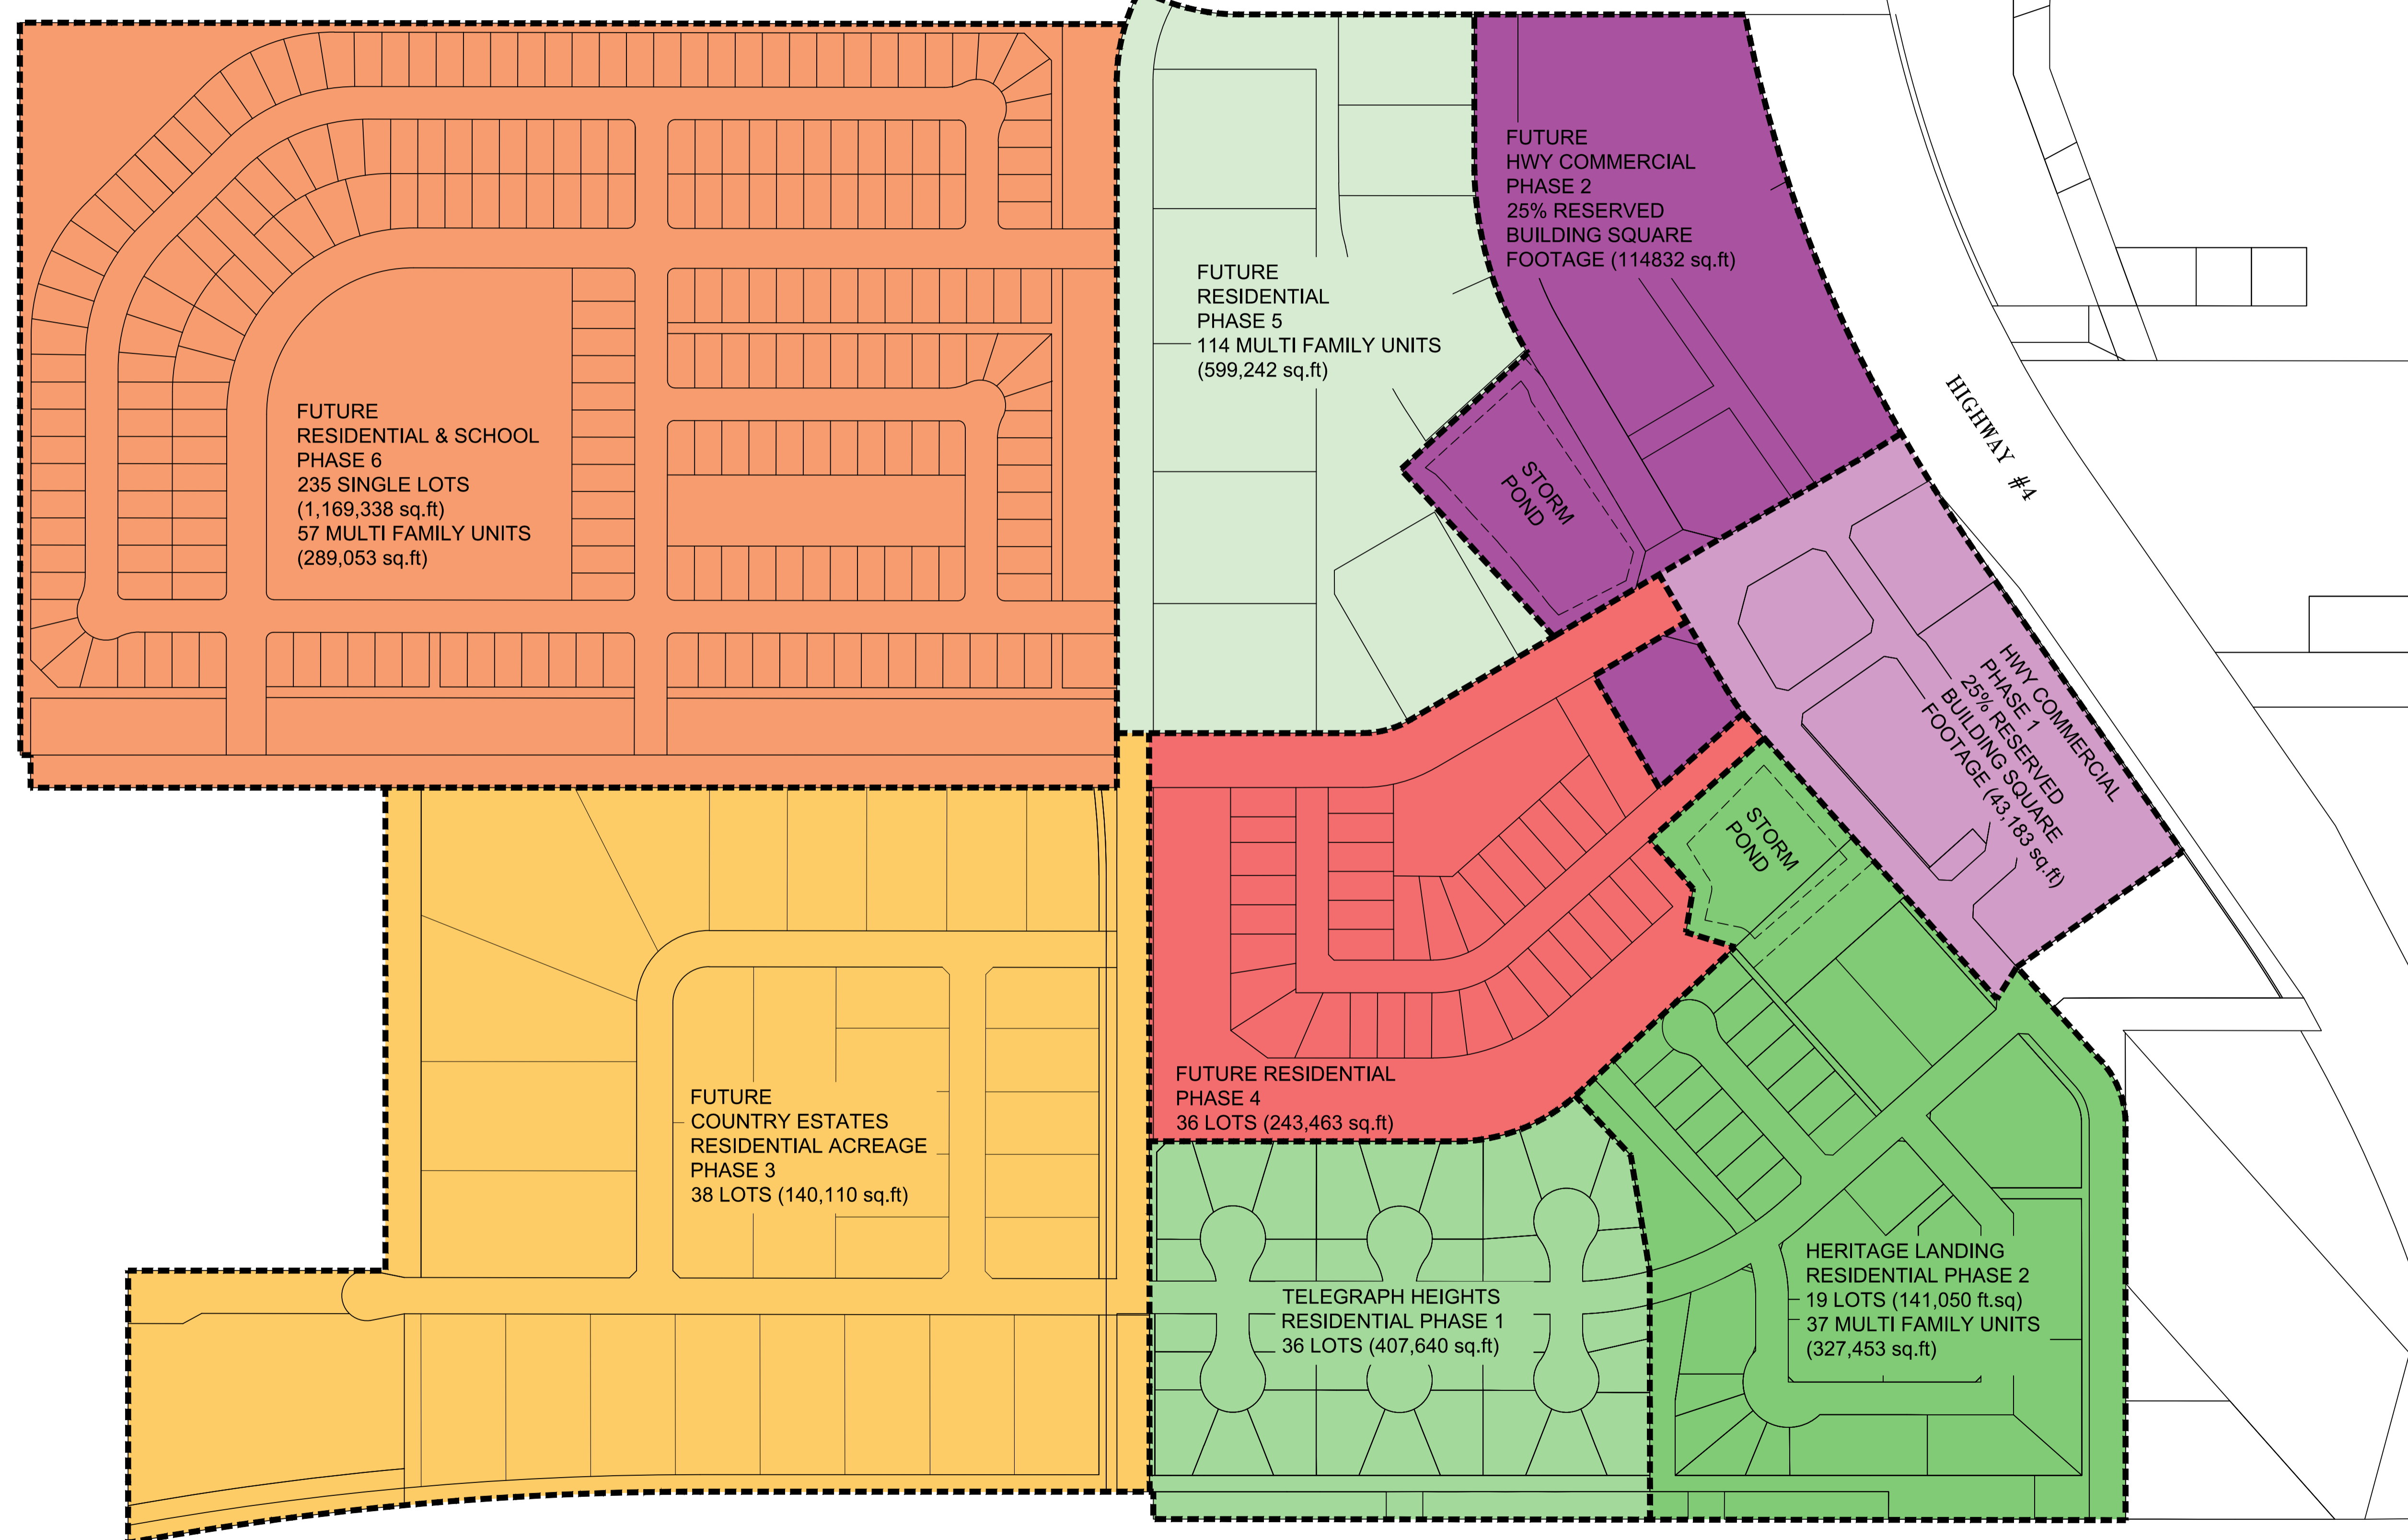 FUTURE
HWY COMMERCIAL
PHASE 2
25% RESERVED
BUILDING SQUARE
FOOTAGE (114832 sq.ft)
FUTURE
RESIDENTIAL
PHASE 5
114 MULTI FAMILY UNITS
(599,242 sq.ft)
HIGHWAY #4
FUTURE
RESIDENTIAL & SCHOOL
PHASE 6
235 SINGLE LOTS
(1,169,338 sq.ft)
57 MULTI FAMILY UNITS
(289,053 sq.ft)
STORM
POND
HWY COMMERCIAL
PHASE 1
25% RESERVED
BUILDING SQUARE
FOOTAGE (43,183 sq.ft)
STORM
POND
FUTURE RESIDENTIAL
PHASE 4
36 LOTS (243,463 sq.ft)
FUTURE
COUNTRY ESTATES
RESIDENTIAL ACREAGE
PHASE 3
38 LOTS (140,110 sq.ft)
TELEGRAPH HEIGHTS
RESIDENTIAL PHASE 1
36 LOTS (407,640 sq.ft)
HERITAGE LANDING
RESIDENTIAL PHASE 2
19 LOTS (141,050 ft.sq)
37 MULTI FAMILY UNITS
(327,453 sq.ft)